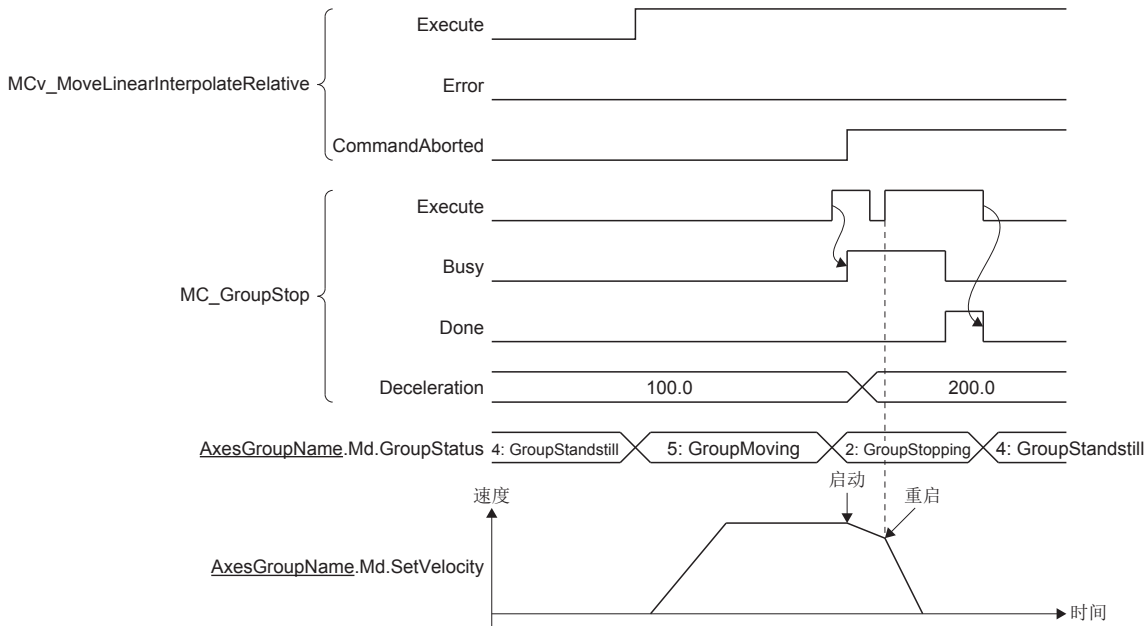 Execute
MCv_MoveLinearInterpolateRelative
Error
CommandAborted
Execute
Busy
MC_GroupStop
Done
Deceleration 100.0 200.0
AxesGroupName.Md.GroupStatus 4: GroupStandstill 5: GroupMoving 2: GroupStopping 4: GroupStandstill
速度 启动 重启
AxesGroupName.Md.SetVelocity
时间